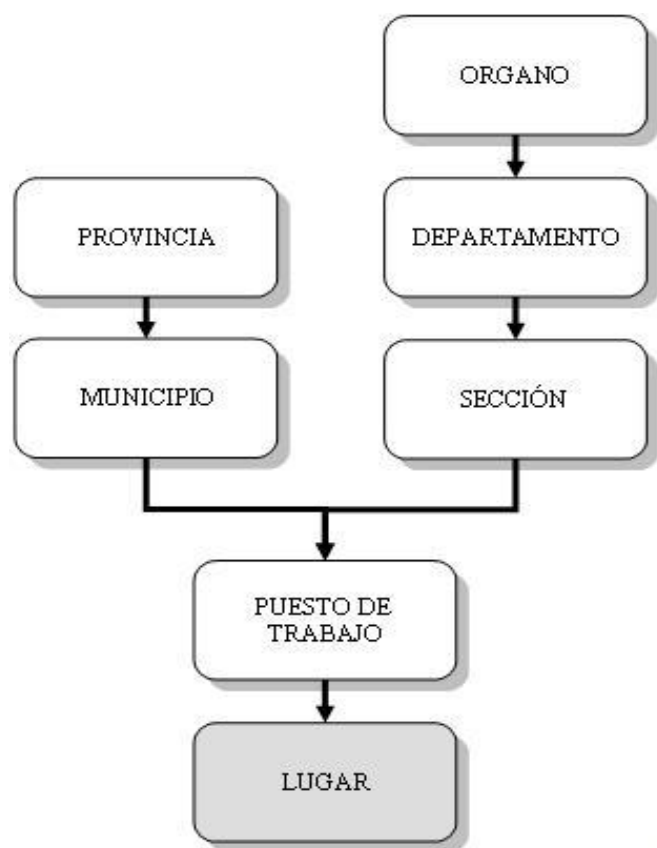 ORGANO
PROVINCIA
DEPARTAMENTO
MUNICIPIO
SECCIÓN
PUESTO DE
TRABAJO
LUGAR